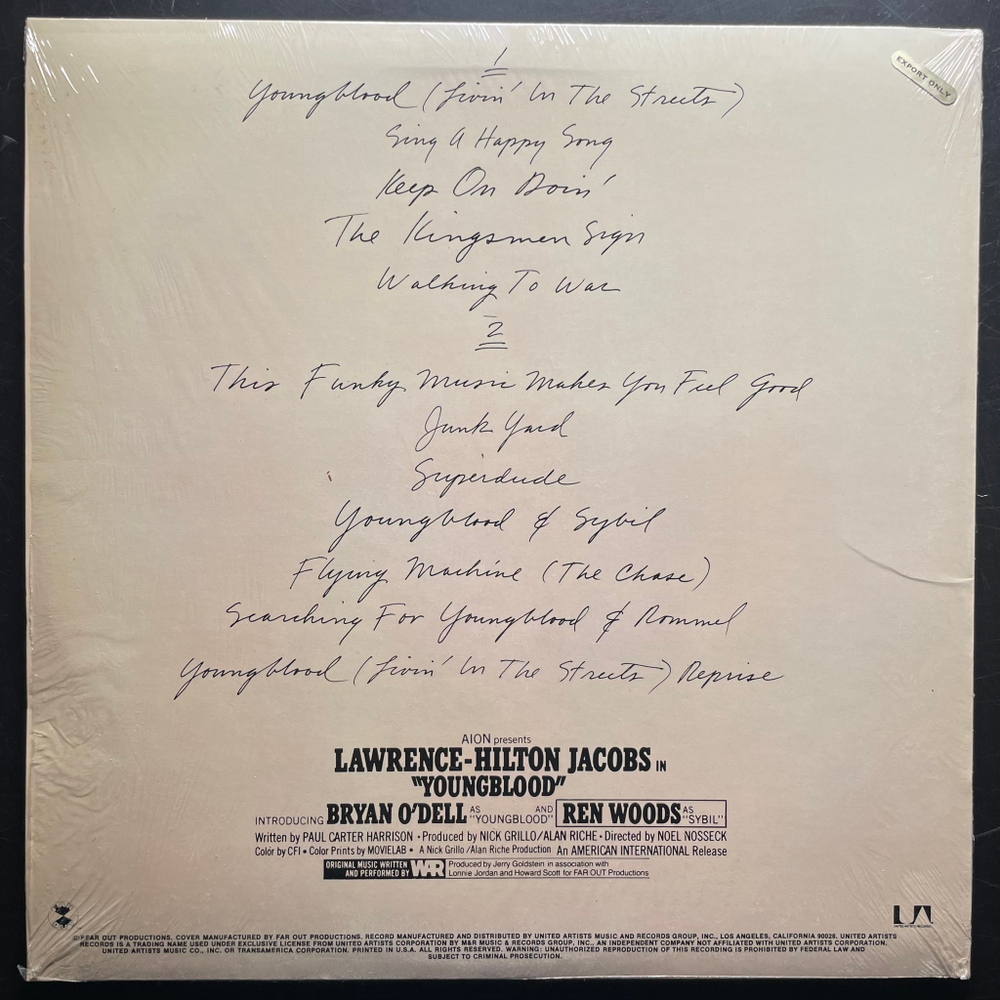 EXPORT ONLY
1
Youngblood (Livin' In The Streets)
Sing A Happy Song
Keep On Doin'
The Kingsmen Sign
Walking To War
2
This Funky Music Makes You Feel Good
Junk Yard
Superdude
Youngblood & Sybil
Flying Machine (The Chase)
Searching For Youngblood & Rommel
Youngblood (Livin' In The Streets) Reprise
AION presents
LAWRENCE-HILTON JACOBS IN
"YOUNGBLOOD"
INTRODUCING BRYAN O'DELL AS "YOUNGBLOOD" AND REN WOODS AS "SYBIL"
Written by PAUL CARTER HARRISON • Produced by NICK GRILLO/ALAN RICHE • Directed by NOEL NOSSECK
Color by CFI • Color Prints by MOVIELAB • A Nick Grillo/Alan Riche Production An AMERICAN INTERNATIONAL Release
ORIGINAL MUSIC WRITTEN AND PERFORMED BY WAR
Produced by Jerry Goldstein in association with
Lonnie Jordan and Howard Scott for FAR OUT Productions
UA
UNITED ARTISTS RECORDS
℗ FAR OUT PRODUCTIONS. COVER MANUFACTURED BY FAR OUT PRODUCTIONS. RECORD MANUFACTURED AND DISTRIBUTED BY UNITED ARTISTS MUSIC AND RECORDS GROUP, INC., LOS ANGELES, CALIFORNIA 90028. UNITED ARTISTS
RECORDS IS A TRADING NAME USED UNDER EXCLUSIVE LICENSE FROM UNITED ARTISTS CORPORATION BY M&R MUSIC & RECORDS GROUP, INC., AN INDEPENDENT COMPANY NOT AFFILIATED WITH UNITED ARTISTS CORPORATION,
UNITED ARTISTS MUSIC CO., INC. OR TRANSAMERICA CORPORATION. PRINTED IN U.S.A. ALL RIGHTS RESERVED. WARNING: UNAUTHORIZED REPRODUCTION OF THIS RECORDING IS PROHIBITED BY FEDERAL LAW AND
SUBJECT TO CRIMINAL PROSECUTION.